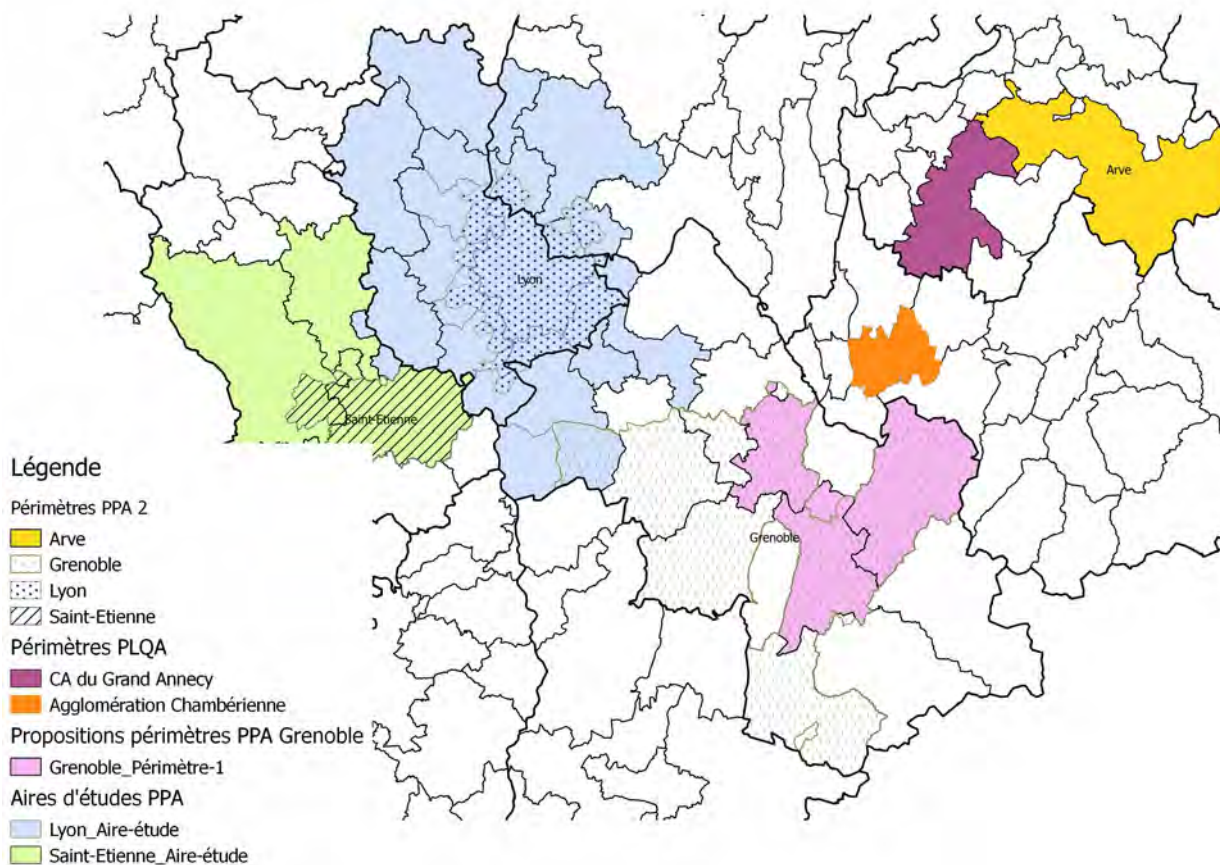 Arve
Lyon
Saint-Etienne
Grenoble
Légende
Périmètres PPA 2
Arve
Grenoble
Lyon
Saint-Etienne
Périmètres PLQA
CA du Grand Annecy
Agglomération Chambérienne
Propositions périmètres PPA Grenoble
Grenoble_Périmètre-1
Aires d'études PPA
Lyon_Aire-étude
Saint-Etienne_Aire-étude